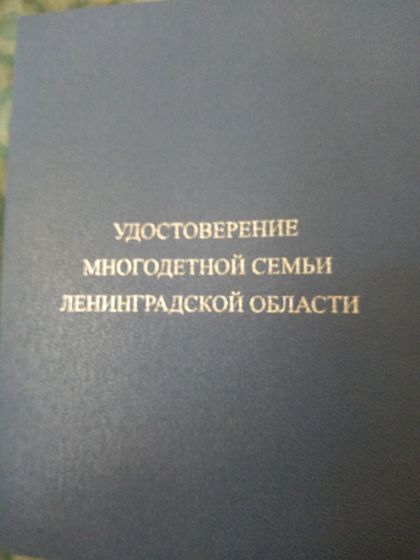 УДОСТОВЕРЕНИЕ
МНОГОДЕТНОЙ СЕМЬИ
ЛЕНИНГРАДСКОЙ ОБЛАСТИ